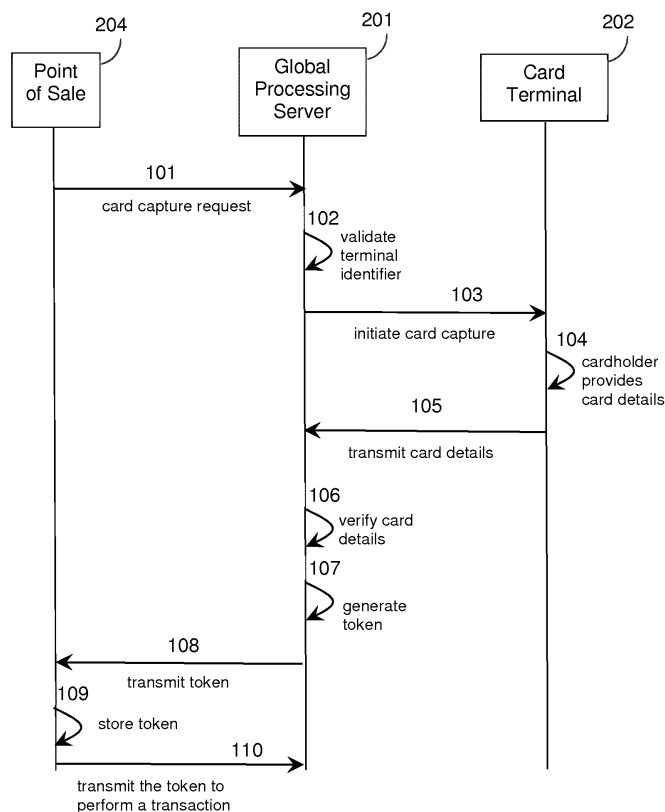 204
201
202
Point
of Sale
Global
Processing
Server
Card
Terminal
101
card capture request
102
validate
terminal
identifier
103
initiate card capture
104
cardholder
provides
card details
105
transmit card details
106
verify card
details
107
generate
token
108
transmit token
109
store token
110
transmit the token to
perform a transaction